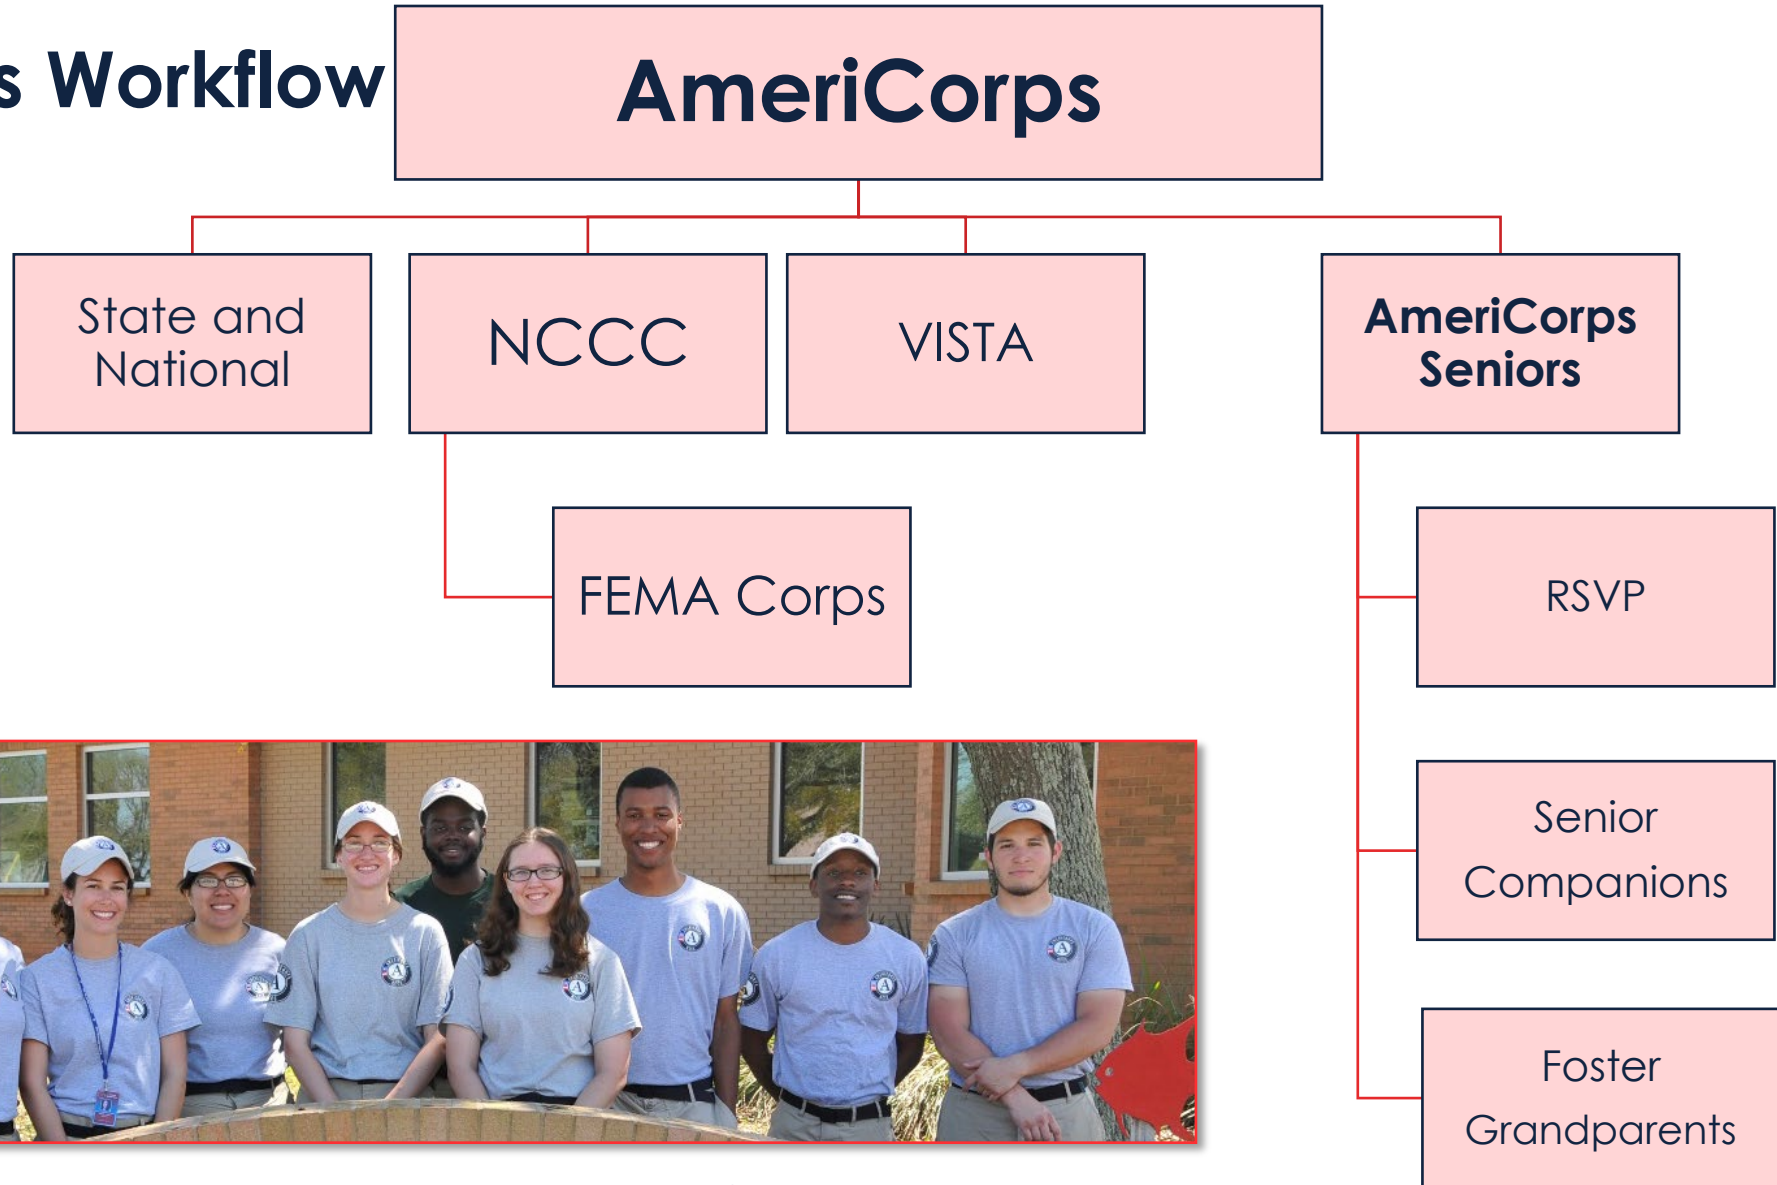 s Workflow
AmeriCorps
State and
National
NCCC
VISTA
AmeriCorps
Seniors
FEMA Corps
RSVP
Senior
Companions
Foster
Grandparents